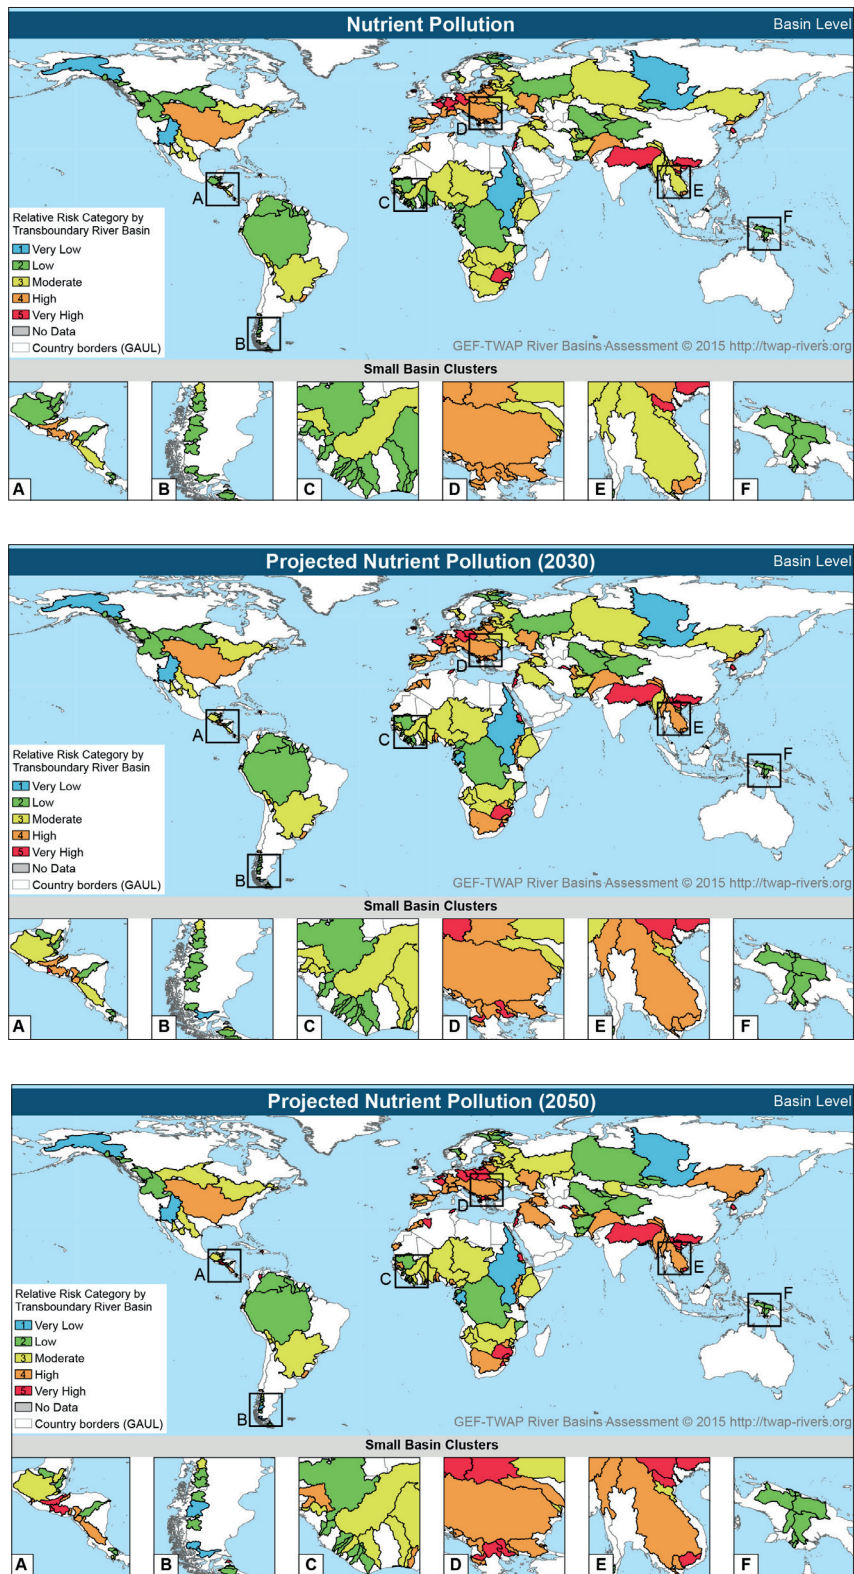 Nutrient Pollution
Basin Level
A
B
C
D
E
F
Relative Risk Category by
Transboundary River Basin
1 Very Low
2 Low
3 Moderate
4 High
5 Very High
No Data
Country borders (GAUL)
GEF-TWAP River Basins Assessment © 2015 http://twap-rivers.org
Small Basin Clusters
A
B
C
D
E
F
Projected Nutrient Pollution (2030)
Basin Level
A
B
C
D
E
F
Relative Risk Category by
Transboundary River Basin
1 Very Low
2 Low
3 Moderate
4 High
5 Very High
No Data
Country borders (GAUL)
GEF-TWAP River Basins Assessment © 2015 http://twap-rivers.org
Small Basin Clusters
A
B
C
D
E
F
Projected Nutrient Pollution (2050)
Basin Level
A
B
C
D
E
F
Relative Risk Category by
Transboundary River Basin
1 Very Low
2 Low
3 Moderate
4 High
5 Very High
No Data
Country borders (GAUL)
GEF-TWAP River Basins Assessment © 2015 http://twap-rivers.org
Small Basin Clusters
A
B
C
D
E
F